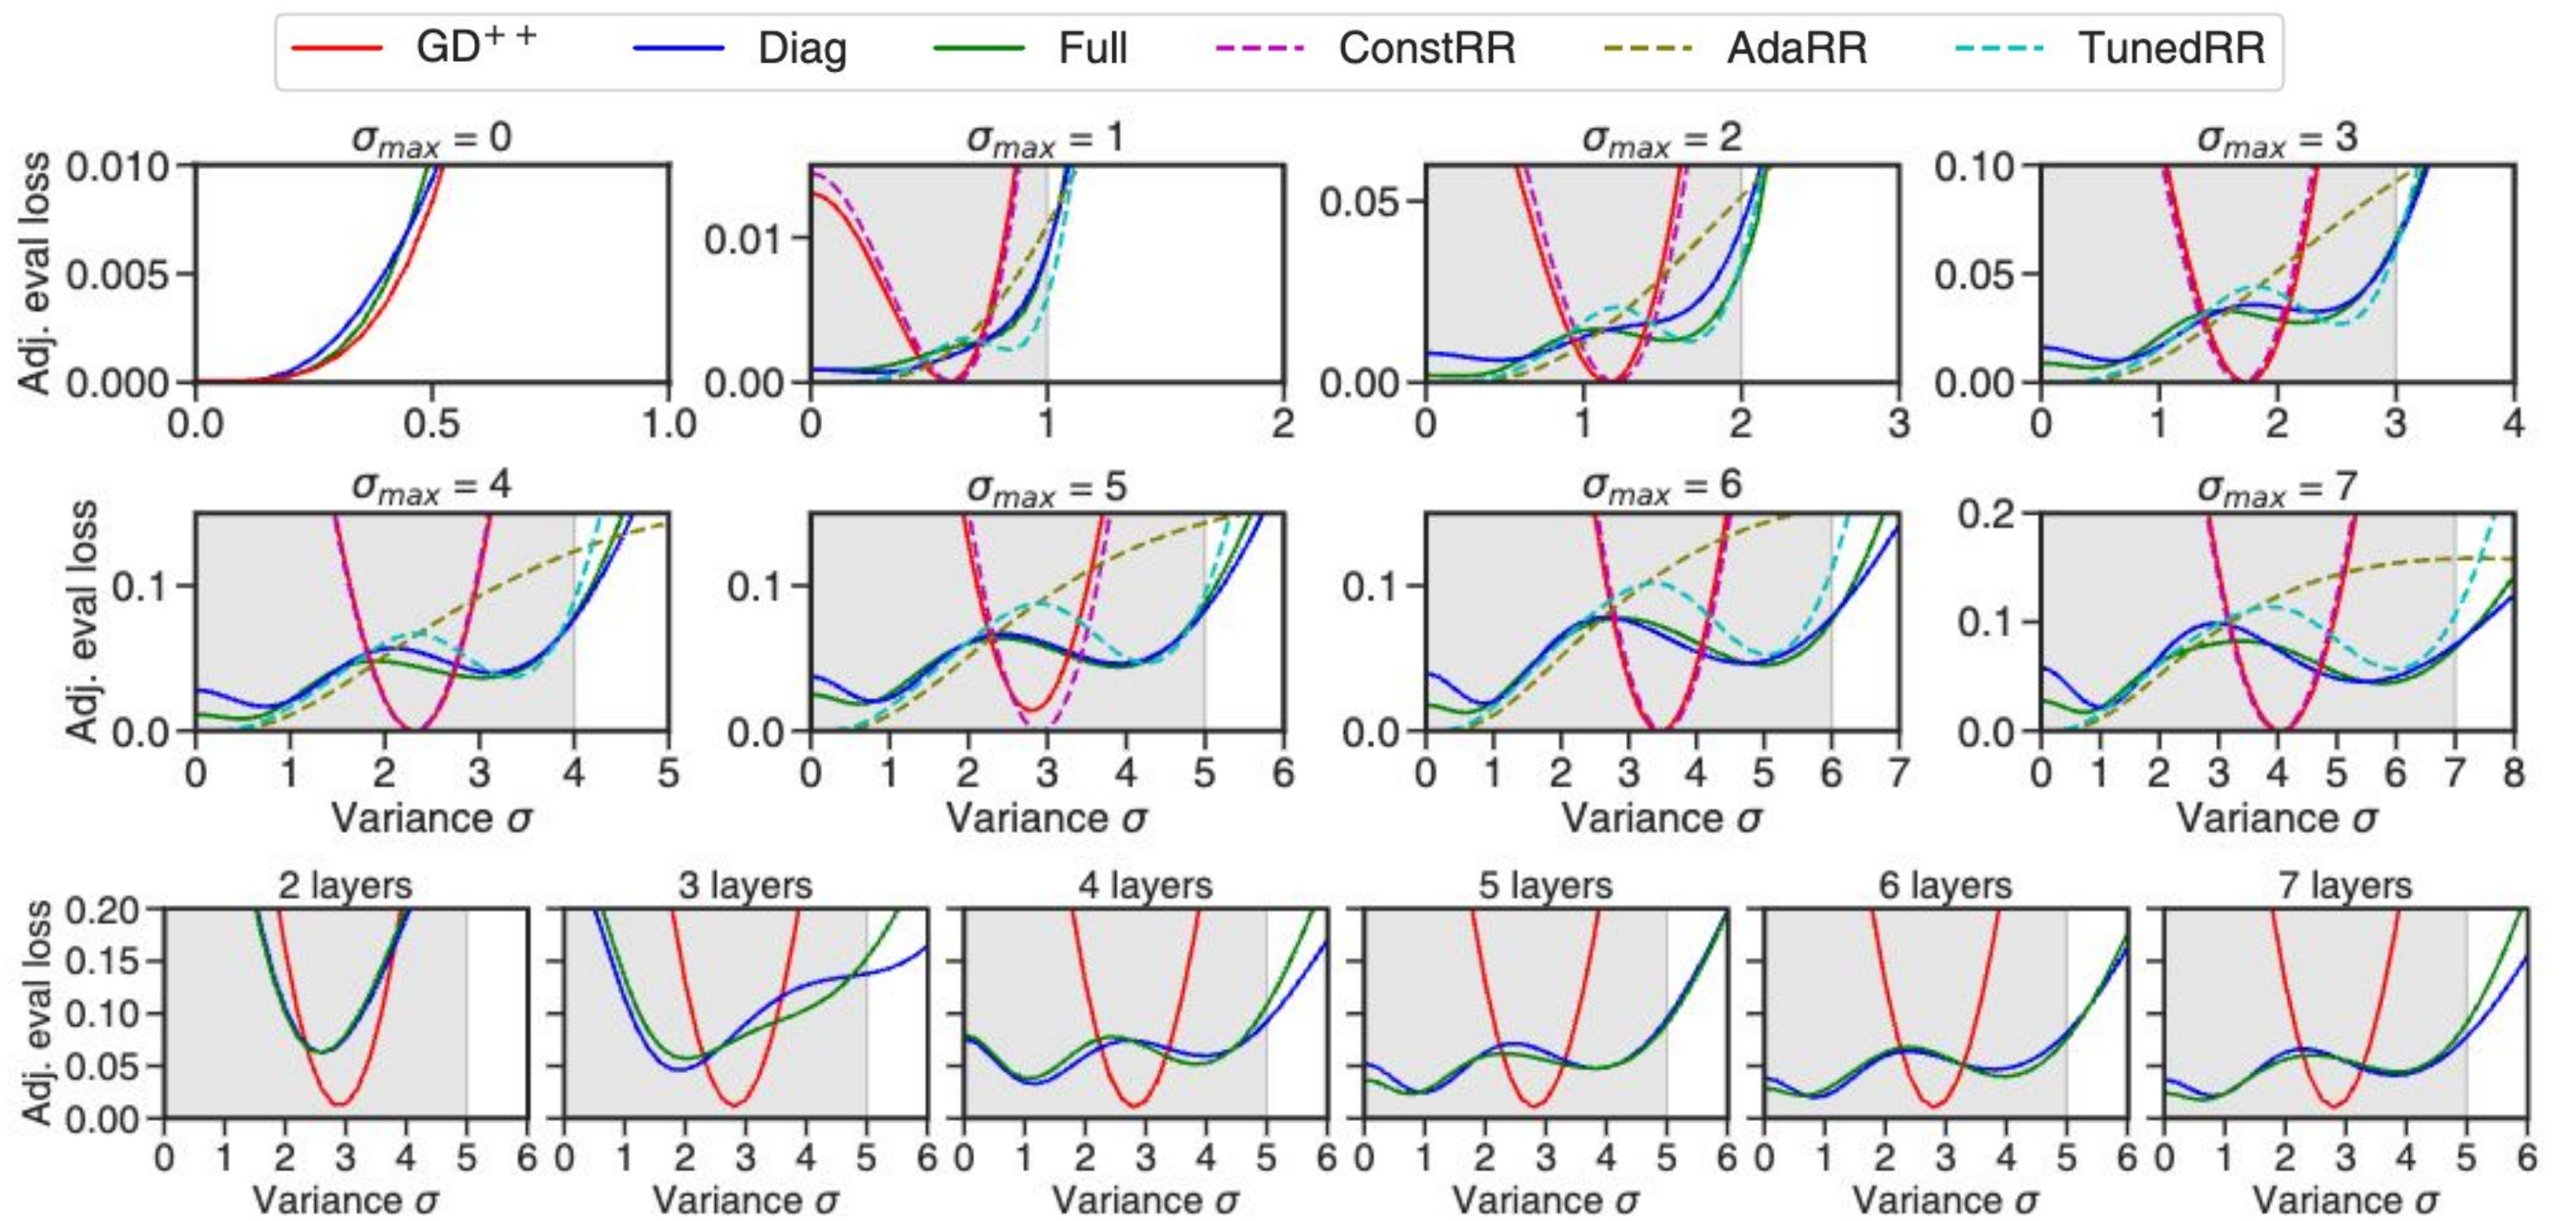 GD++ Diag Full ConstRR AdaRR TunedRR
σmax = 0 σmax = 1 σmax = 2 σmax = 3
Adj. eval loss
0.010 0.005 0.000
0.0 0.5 1.0
0.01 0.00
0 1 2
0.05 0.00
0 1 2 3
0.10 0.05 0.00
0 1 2 3 4
σmax = 4 σmax = 5 σmax = 6 σmax = 7
Adj. eval loss
0.1 0.0
0 1 2 3 4 5
0.1 0.0
0 1 2 3 4 5 6
0.1 0.0
0 1 2 3 4 5 6 7
0.2 0.1 0.0
0 1 2 3 4 5 6 7 8
Variance σ Variance σ Variance σ Variance σ
2 layers 3 layers 4 layers 5 layers 6 layers 7 layers
Adj. eval loss
0.20 0.15 0.10 0.05 0.00
0 1 2 3 4 5 6 0 1 2 3 4 5 6 0 1 2 3 4 5 6 0 1 2 3 4 5 6 0 1 2 3 4 5 6 0 1 2 3 4 5 6
Variance σ Variance σ Variance σ Variance σ Variance σ Variance σ